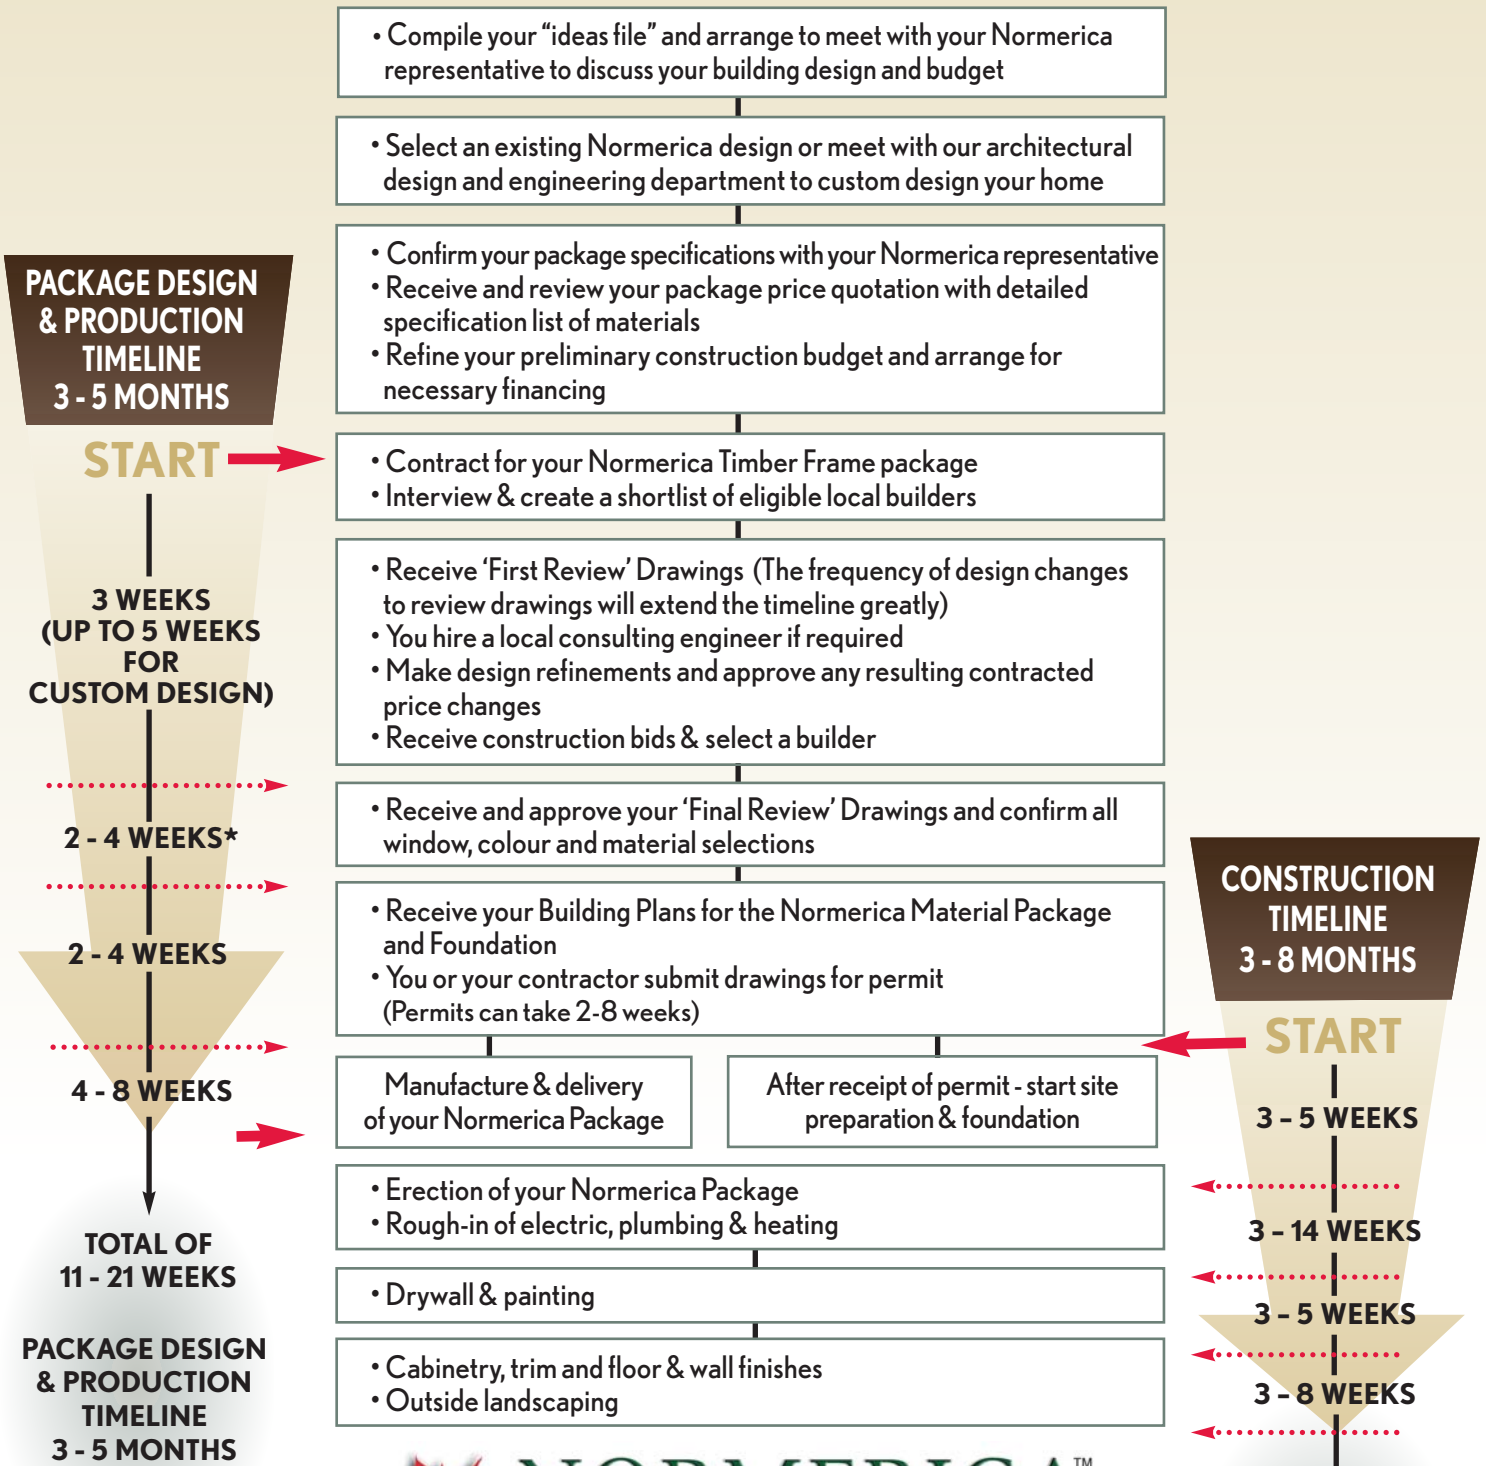 • Compile your “ideas file” and arrange to meet with your Normerica
representative to discuss your building design and budget
• Select an existing Normerica design or meet with our architectural
design and engineering department to custom design your home
• Confirm your package specifications with your Normerica representative
• Receive and review your package price quotation with detailed
specification list of materials
• Refine your preliminary construction budget and arrange for
necessary financing
PACKAGE DESIGN
& PRODUCTION
TIMELINE
3 - 5 MONTHS
START
• Contract for your Normerica Timber Frame package
• Interview & create a shortlist of eligible local builders
3 WEEKS
(UP TO 5 WEEKS
FOR
CUSTOM DESIGN)
• Receive ‘First Review’ Drawings (The frequency of design changes
to review drawings will extend the timeline greatly)
• You hire a local consulting engineer if required
• Make design refinements and approve any resulting contracted
price changes
• Receive construction bids & select a builder
2 - 4 WEEKS*
• Receive and approve your ‘Final Review’ Drawings and confirm all
window, colour and material selections
2 - 4 WEEKS
• Receive your Building Plans for the Normerica Material Package
and Foundation
• You or your contractor submit drawings for permit
(Permits can take 2-8 weeks)
CONSTRUCTION
TIMELINE
3 - 8 MONTHS
START
4 - 8 WEEKS
Manufacture & delivery
of your Normerica Package
After receipt of permit - start site
preparation & foundation
3 – 5 WEEKS
• Erection of your Normerica Package
• Rough-in of electric, plumbing & heating
3 – 14 WEEKS
TOTAL OF
11 - 21 WEEKS
• Drywall & painting
3 – 5 WEEKS
PACKAGE DESIGN
& PRODUCTION
TIMELINE
3 - 5 MONTHS
• Cabinetry, trim and floor & wall finishes
• Outside landscaping
3 – 8 WEEKS
NORMERICA™